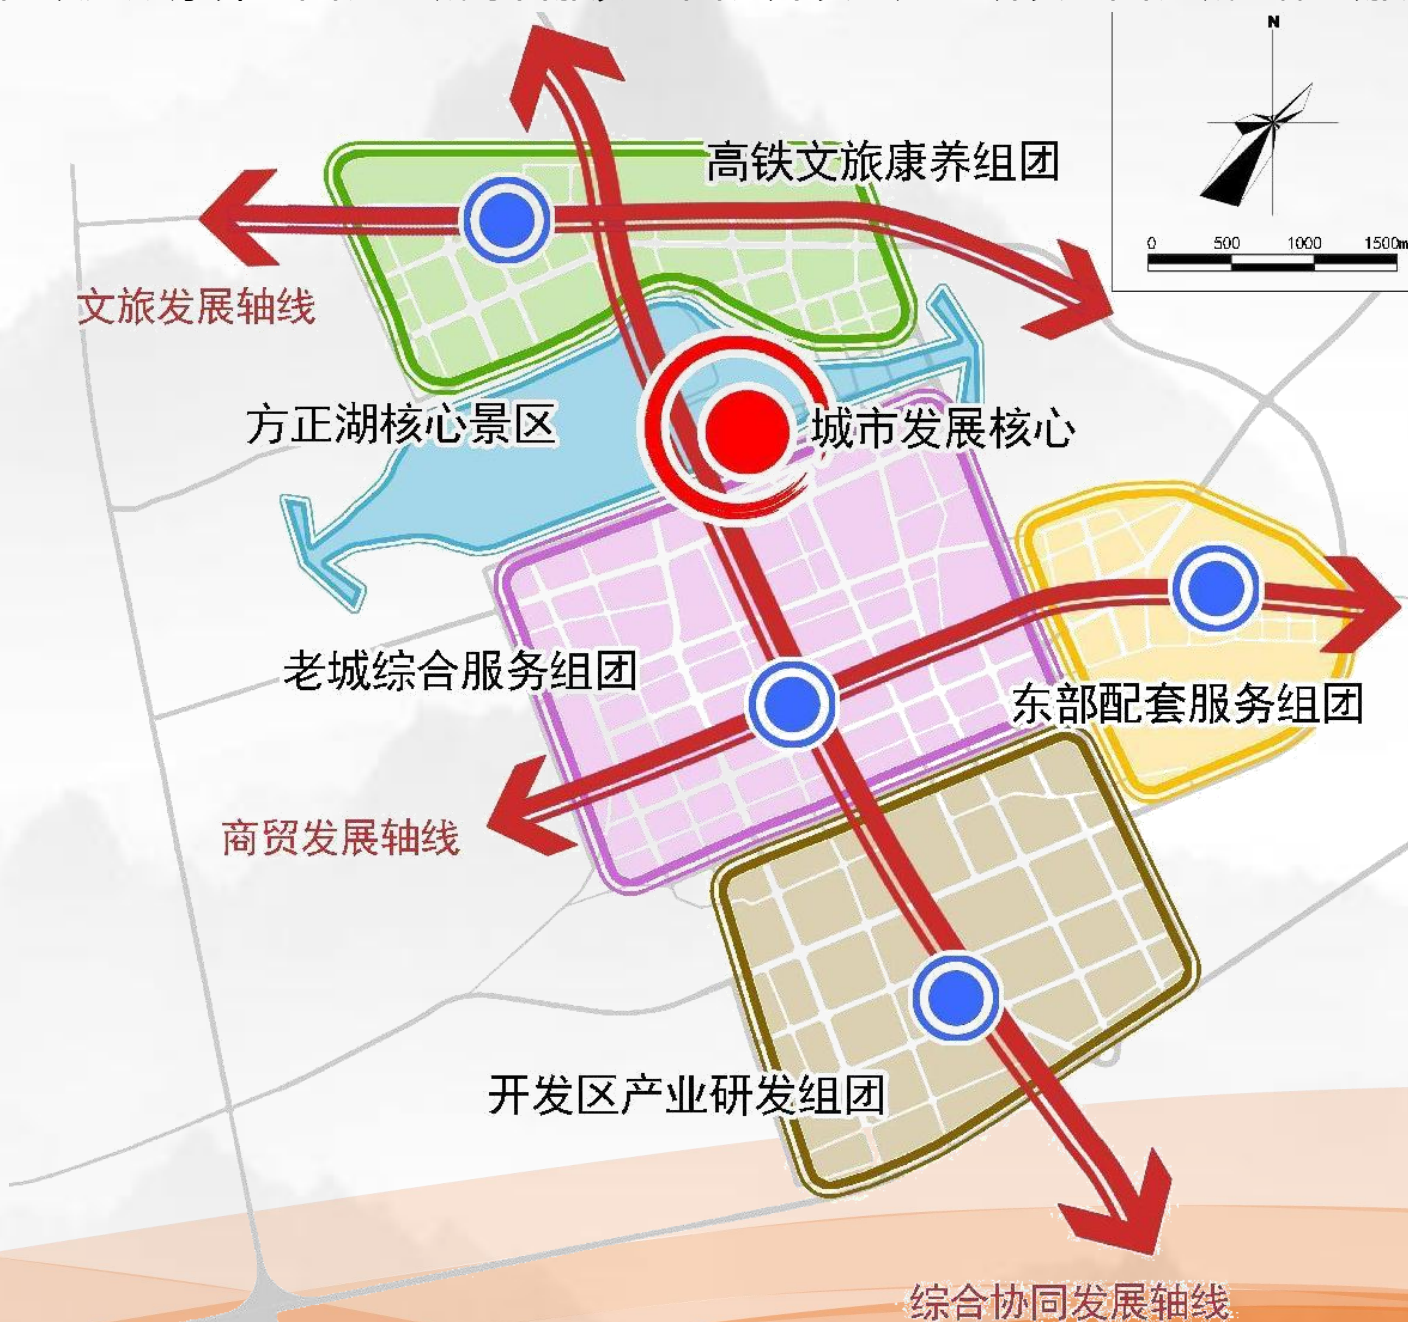 N
高铁文旅康养组团
0 500 1000 1500m
文旅发展轴线
方正湖核心景区
城市发展核心
老城综合服务组团
东部配套服务组团
商贸发展轴线
开发区产业研发组团
综合协同发展轴线